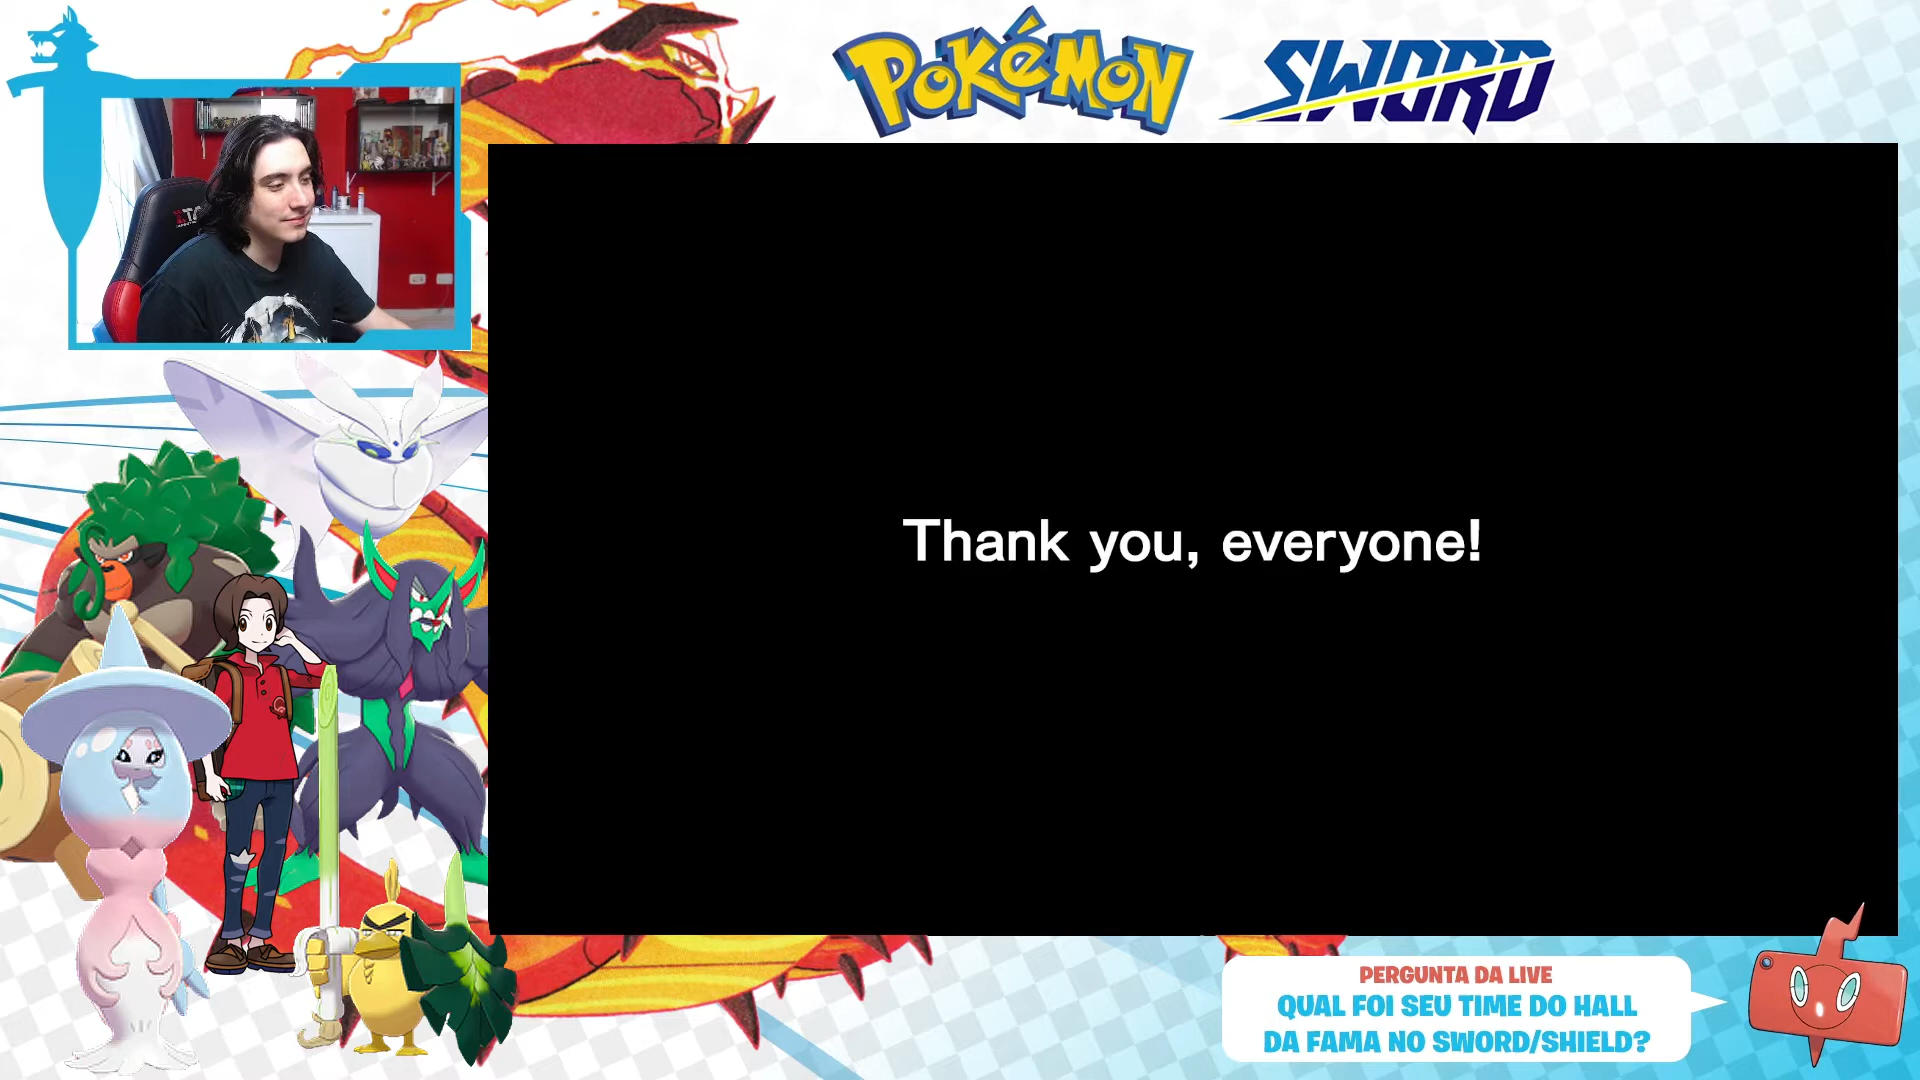 POKéMON
SWORD
Thank you, everyone!
PERGUNTA DA LIVE
QUAL FOI SEU TIME DO HALL
DA FAMA NO SWORD/SHIELD?